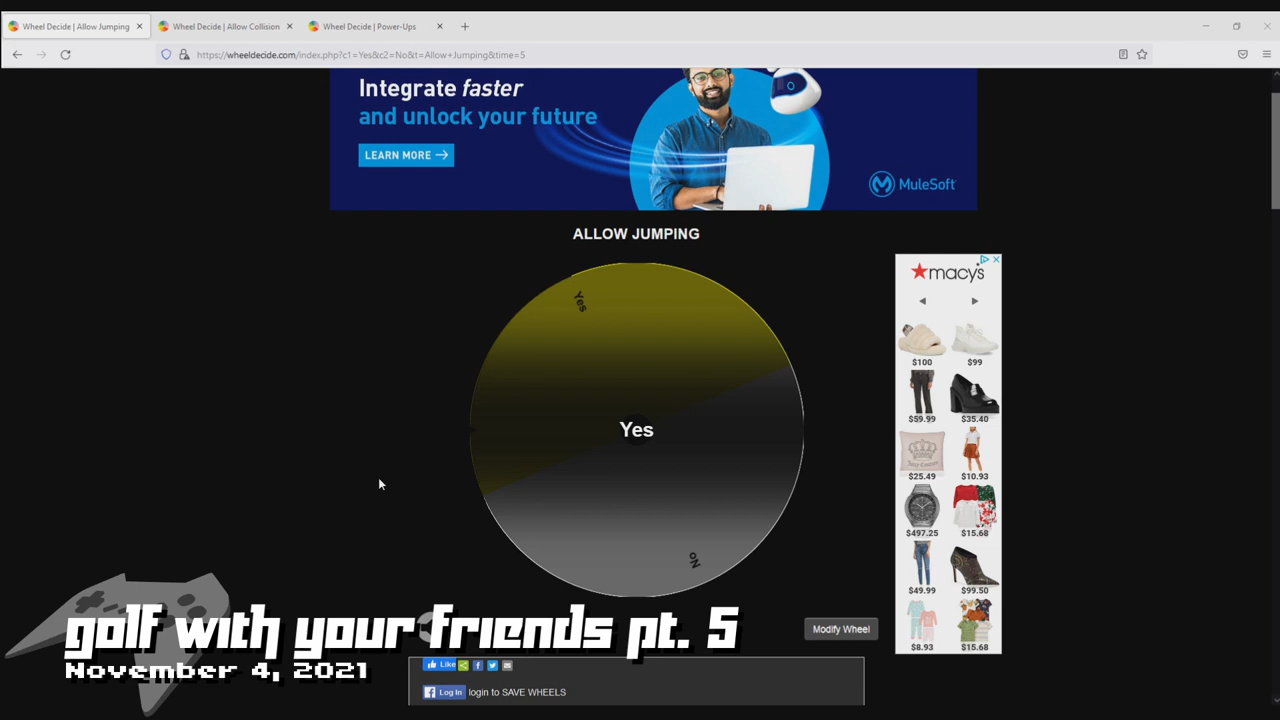 Wheel Decide | Allow Jumping
Wheel Decide | Allow Collision
Wheel Decide | Power-Ups
https://wheeldecide.com/index.php?c1=Yes&c2=No&t=Allow+Jumping&time=5
Integrate faster
and unlock your future
LEARN MORE →
MuleSoft
ALLOW JUMPING
Yes
Yes
No
macy's
$100 $99
$59.99 $35.40
$25.49 $10.93
$497.25 $15.68
$49.99 $99.50
$8.93 $15.68
Modify Wheel
golf with your friends pt. 5
November 4, 2021
Like
Log In login to SAVE WHEELS